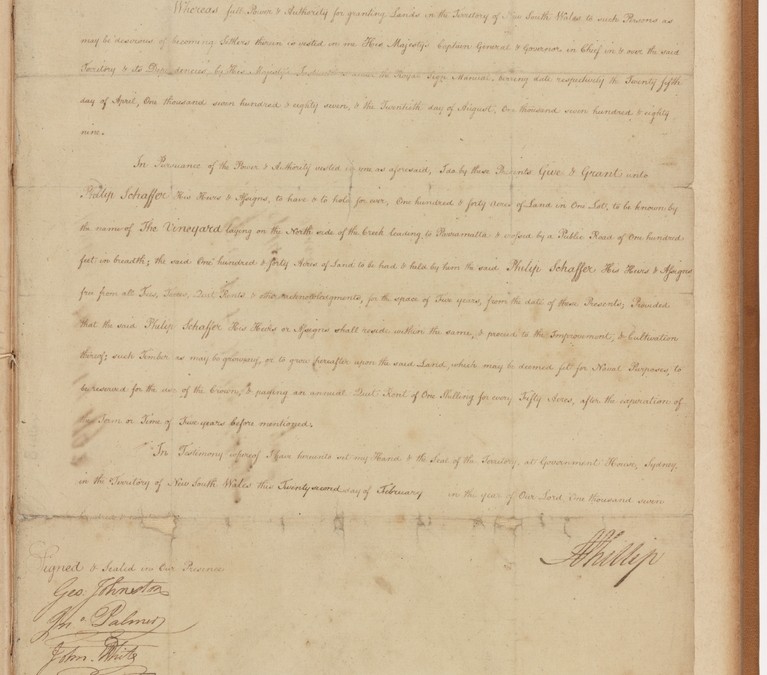 Whereas full Power & Authority for granting Lands in the Territory of New South Wales to such Persons as
may be desirous of becoming Settlers therein is vested in me His Majesty's Captain General & Governor in Chief in & over the said
Territory & its Dependencies, by His Majesty's Instructions under the Royal Sign Manual, bearing date respectively the Twenty fifth
day of April, One thousand seven hundred & eighty seven, & the Twentieth day of August, One thousand seven hundred & eighty
nine.
In Pursuance of the Power & Authority vested in me as aforesaid, I do by these Presents Give & Grant unto
Philip Schaffer His Heirs & Assigns, to have & to hold for ever, One hundred & forty acres of Land in One Lot, to be known by
the name of The Vineyard laying on the North side of the Creek leading to Parramatta & crossed by a Public Road of One hundred
feet in breadth; the said One hundred & forty Acres of Land to be had & held by him the said Philip Schaffer His Heirs & Assigns
free from all Fees, Taxes, Quit Rents & other acknowledgments, for the space of Five years, from the date of these Presents; Provided
that the said Philip Schaffer His Heirs or Assigns shall reside within the same, & proceed to the Improvement, & Cultivation
thereof; such Timber as may be growing, or to grow hereafter upon the said Land, which may be deemed fit for Naval Purposes, to
be reserved for the use of the Crown, & paying an annual Quit Rent of One Shilling for every Fifty Acres, after the expiration of
the Term or Time of Five years before mentioned.
In Testimony whereof I have hereunto set my Hand & the Seal of the Territory, at Government House, Sydney,
in the Territory of New South Wales this Twenty second day of February in the year of Our Lord, One thousand seven
Signed & Sealed in Our Presence
A Phillip
Geo. Johnston
Jno. Palmer
John White